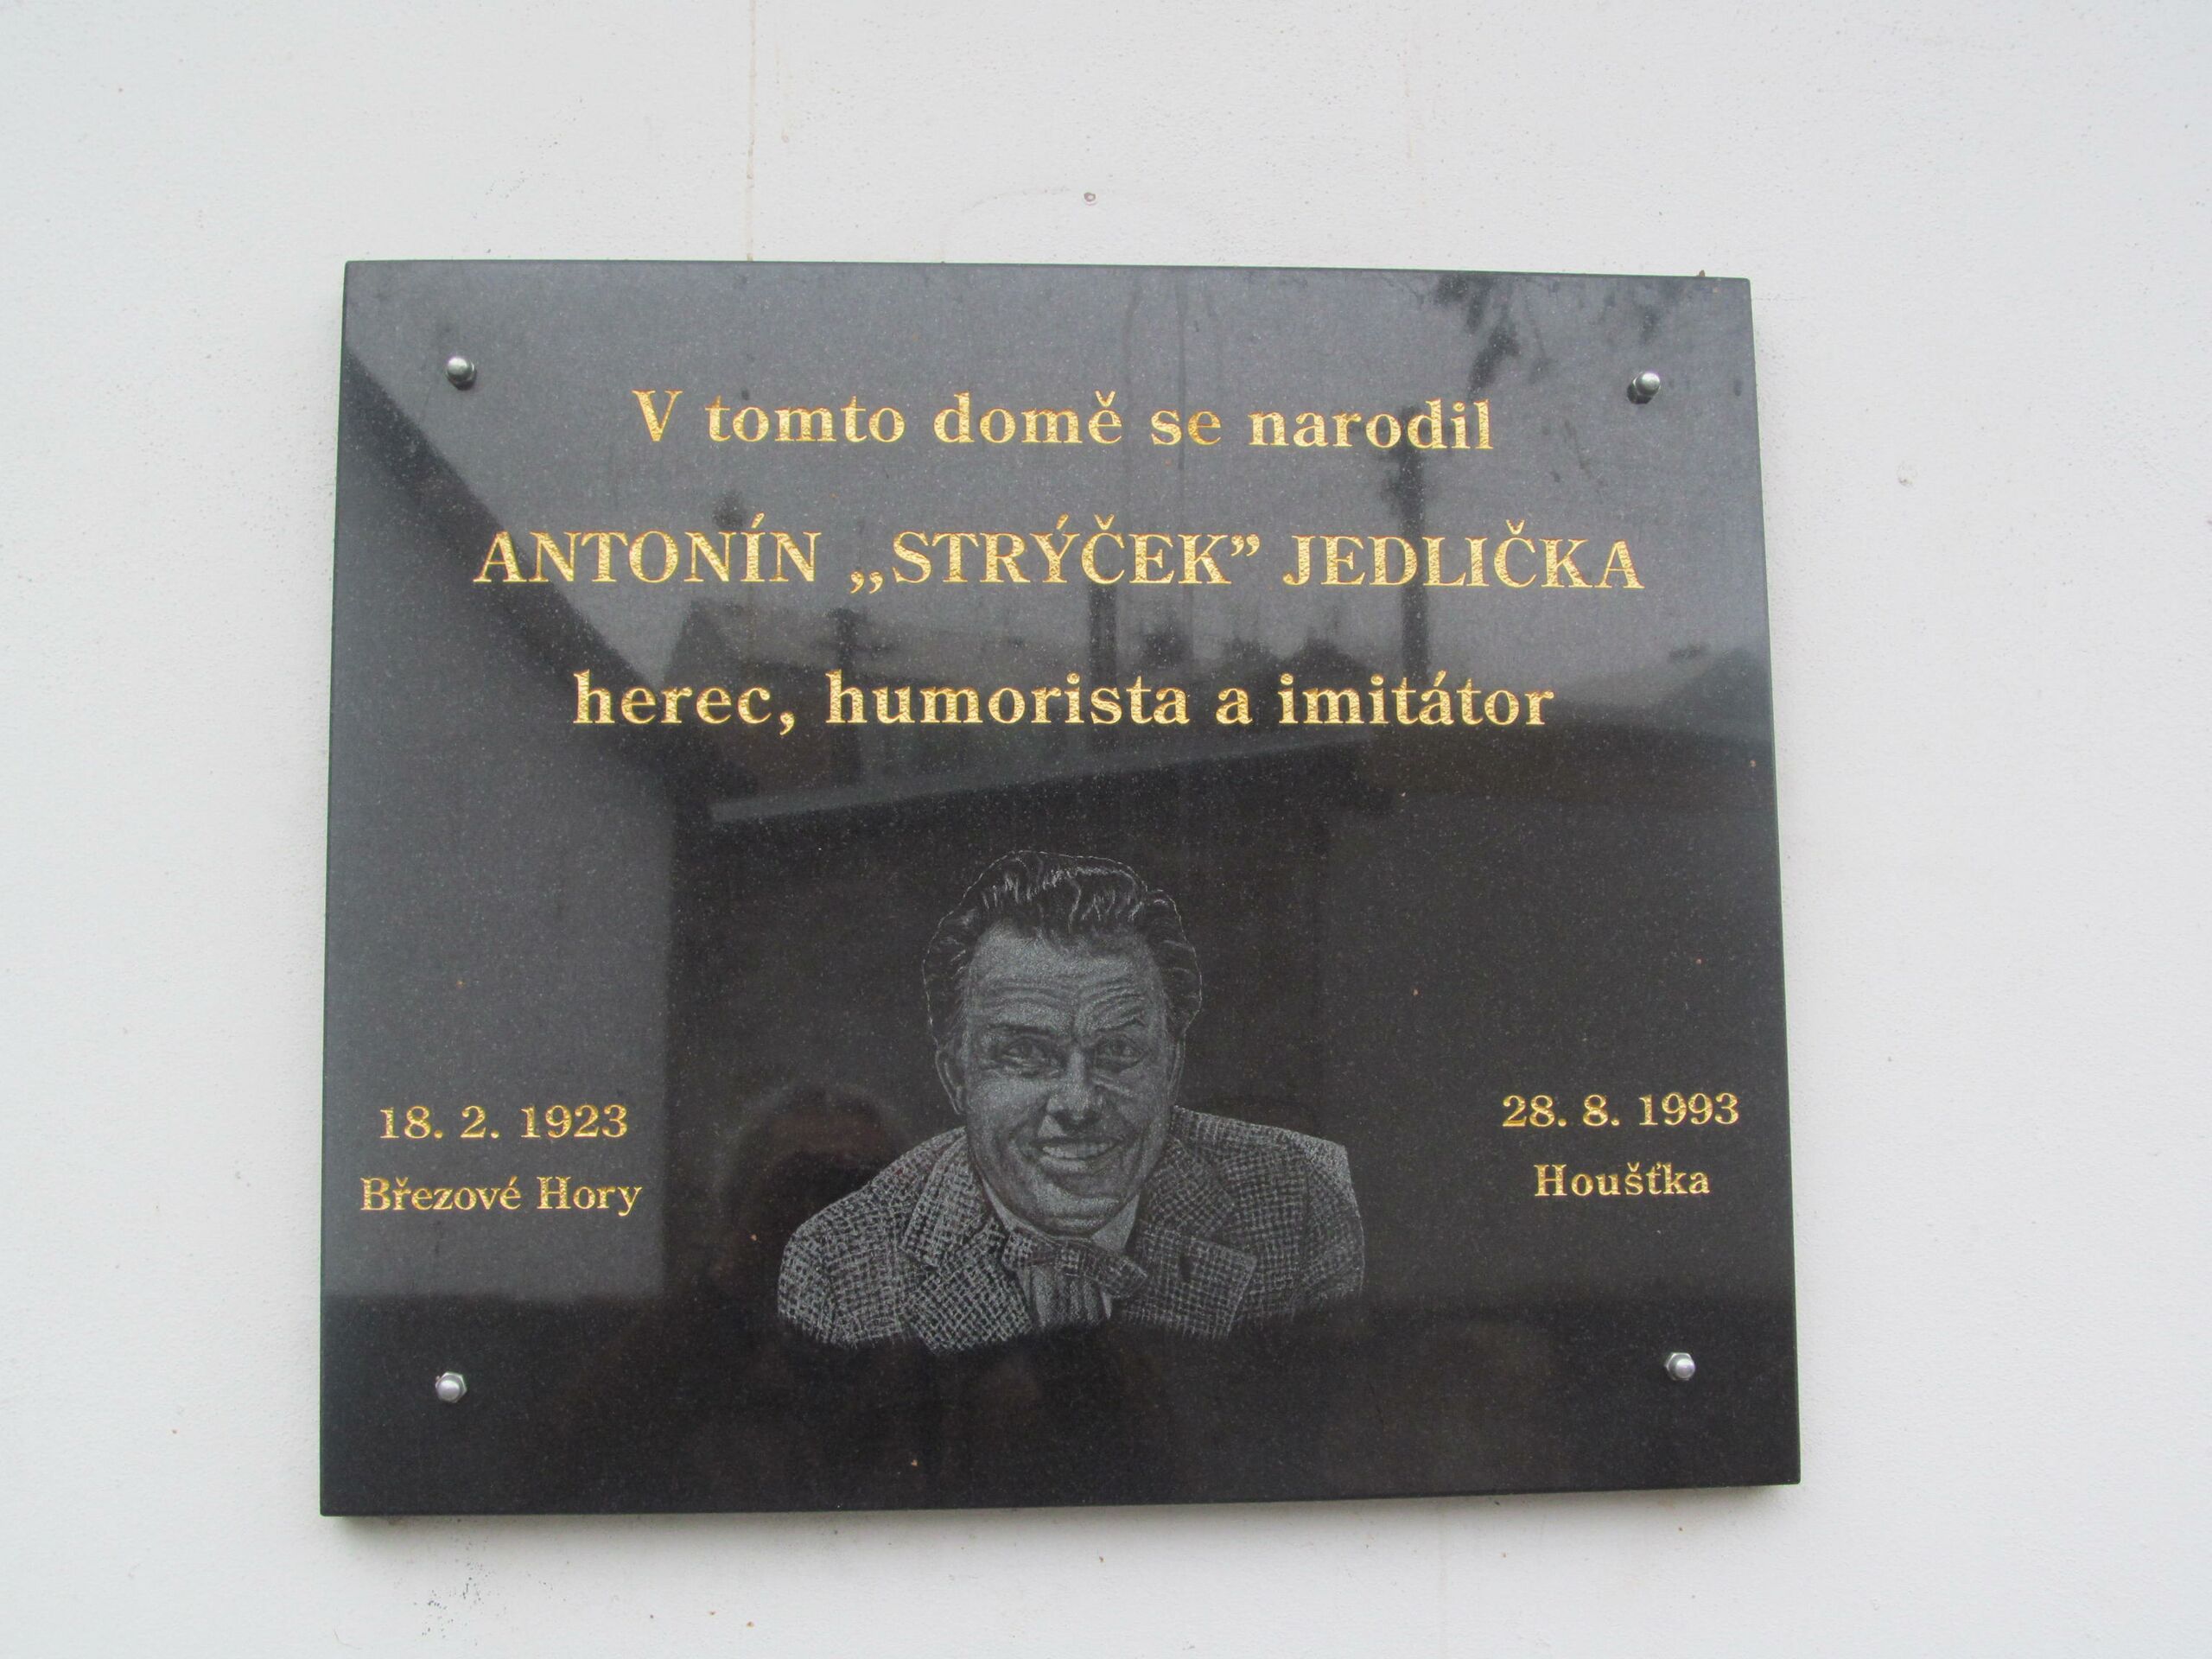 V tomto domě se narodil
ANTONÍN „STRÝČEK” JEDLIČKA
herec, humorista a imitátor
18. 2. 1923
Březové Hory
28. 8. 1993
Houšťka